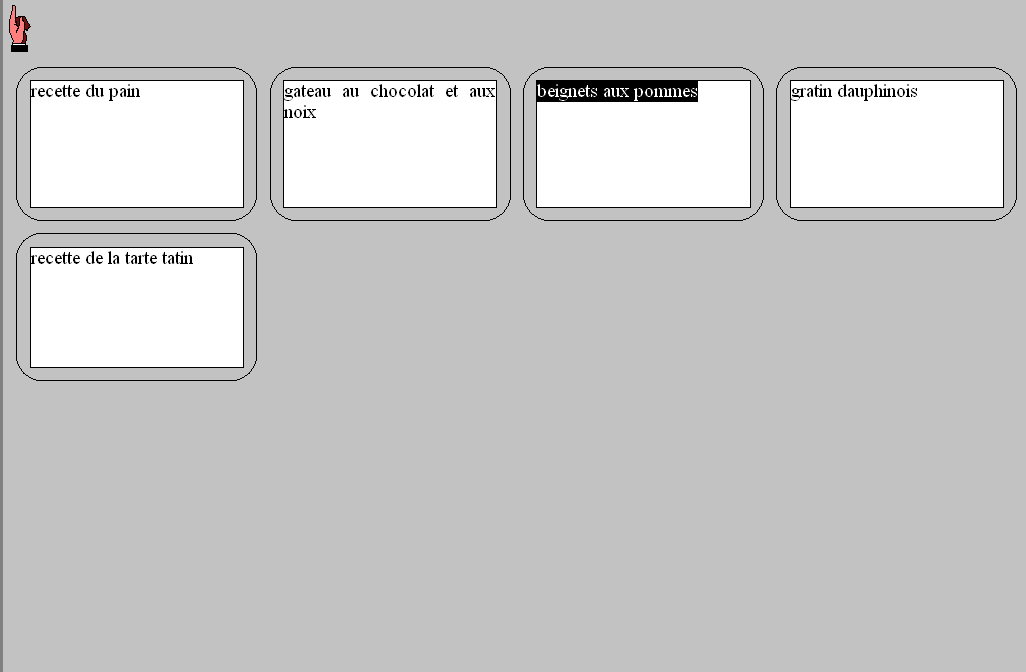 recette du pain
gateau au chocolat et aux
noix
beignets aux pommes
gratin dauphinois
recette de la tarte tatin